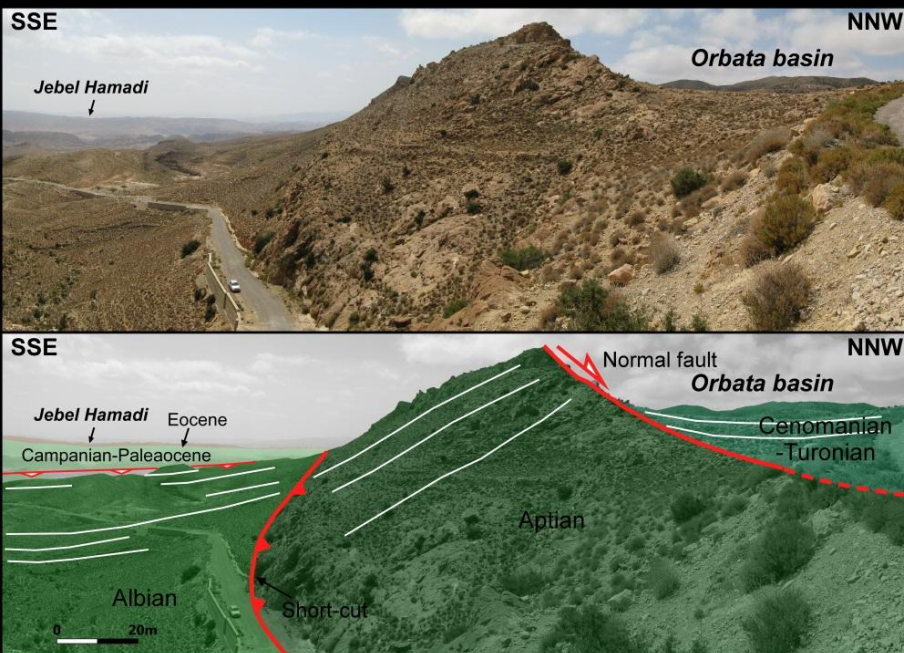 SSE
NNW
Orbata basin
Jebel Hamadi
SSE
NNW
Normal fault
Orbata basin
Jebel Hamadi
Eocene
Campanian-Paleaocene
Cenomanian
-Turonian
Aptian
Albian
Short-cut
0 20m